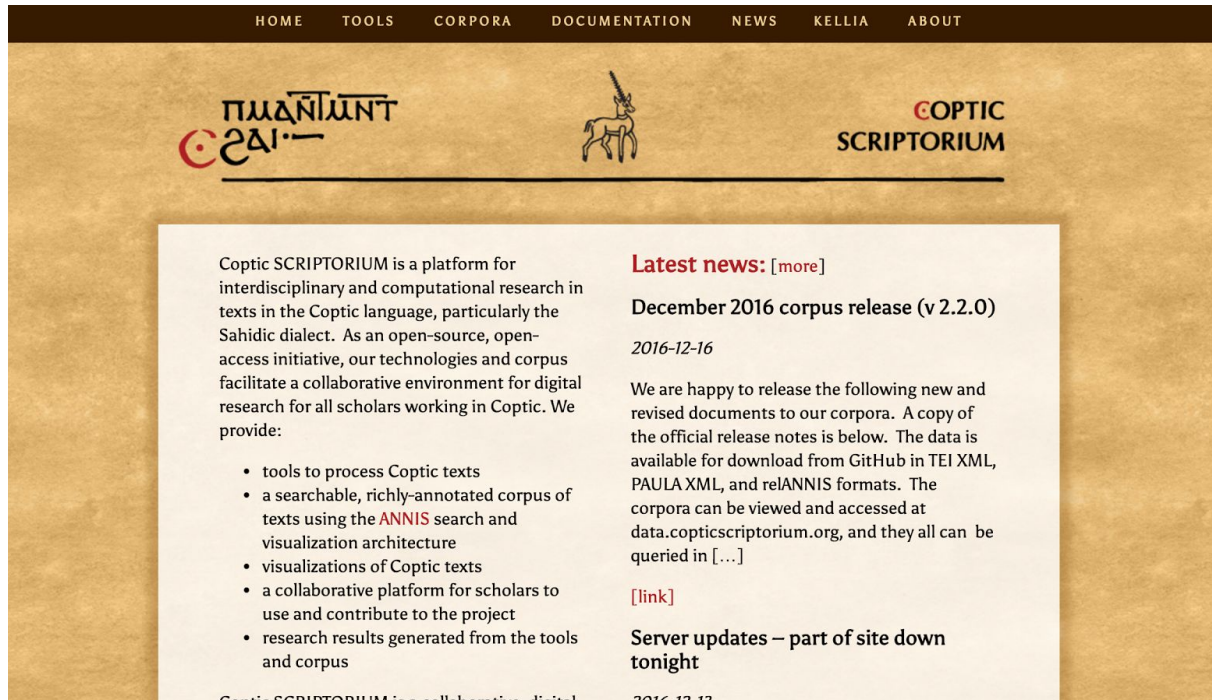 HOME TOOLS CORPORA DOCUMENTATION NEWS KELLIA ABOUT
COPTIC
SCRIPTORIUM
Coptic SCRIPTORIUM is a platform for
interdisciplinary and computational research in
texts in the Coptic language, particularly the
Sahidic dialect.  As an open-source, open-
access initiative, our technologies and corpus
facilitate a collaborative environment for digital
research for all scholars working in Coptic. We
provide:
• tools to process Coptic texts
• a searchable, richly-annotated corpus of
texts using the ANNIS search and
visualization architecture
• visualizations of Coptic texts
• a collaborative platform for scholars to
use and contribute to the project
• research results generated from the tools
and corpus
Coptic SCRIPTORIUM is a collaborative, digital
Latest news: [more]
December 2016 corpus release (v 2.2.0)
2016-12-16
We are happy to release the following new and
revised documents to our corpora.  A copy of
the official release notes is below.  The data is
available for download from GitHub in TEI XML,
PAULA XML, and relANNIS formats.  The
corpora can be viewed and accessed at
data.copticscriptorium.org, and they all can  be
queried in […]
[link]
Server updates – part of site down
tonight